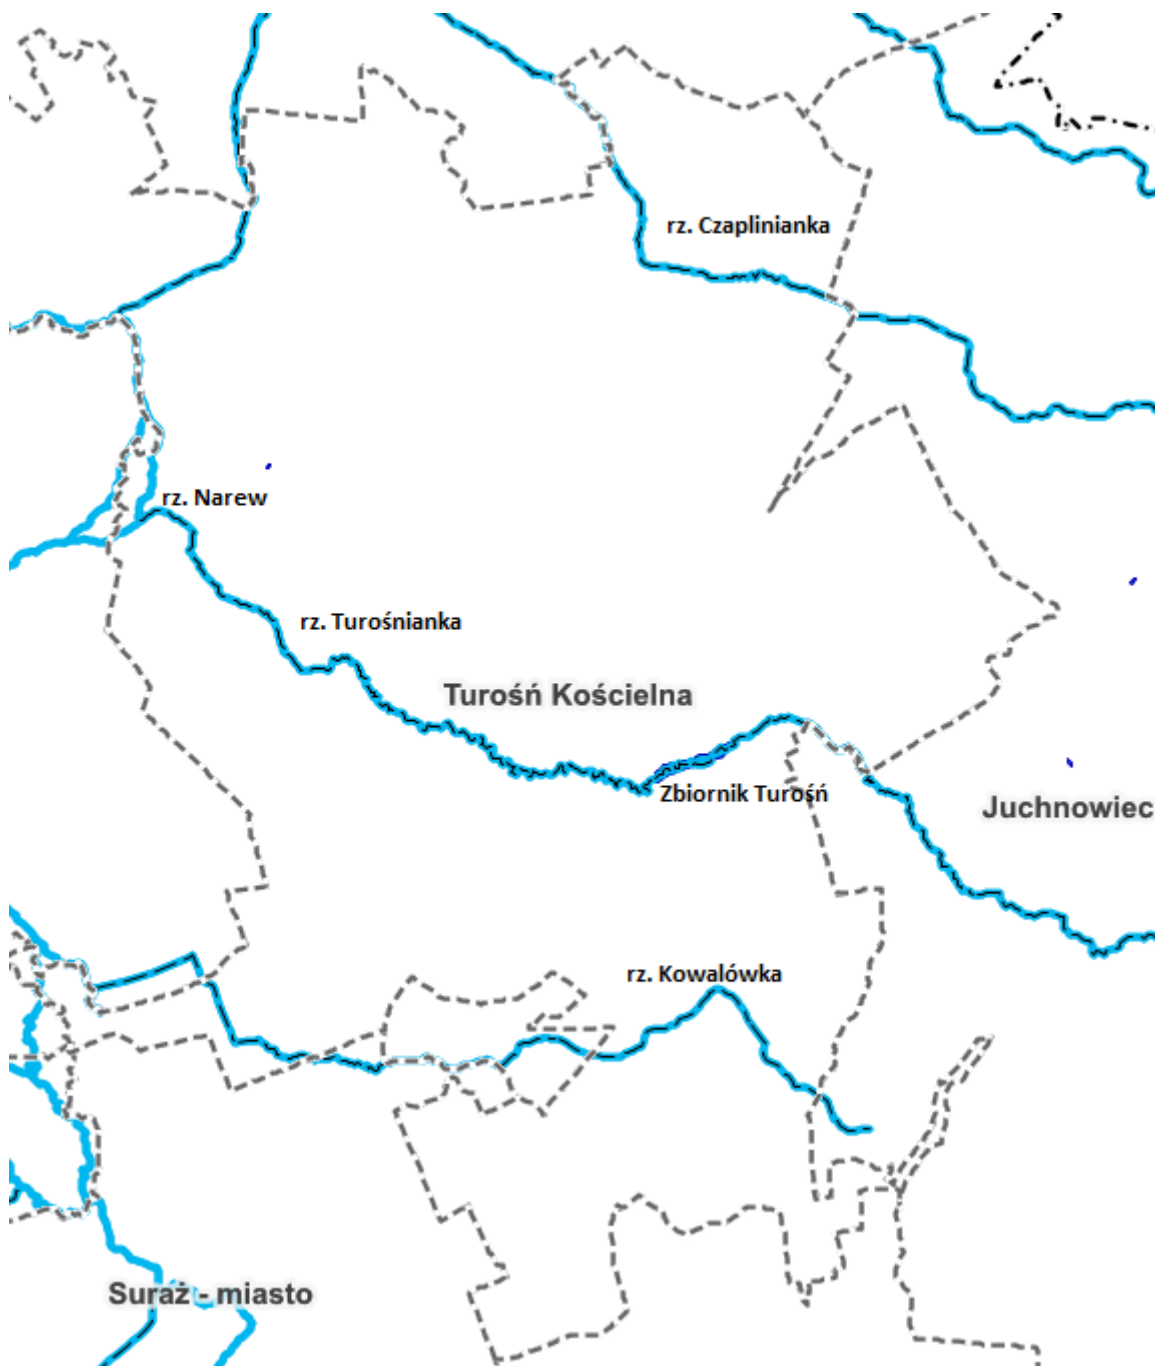 rz. Czaplinianka
rz. Narew
rz. Turośnianka
Turośń Kościelna
Zbiornik Turośń
Juchnowiec
rz. Kowalówka
Suraż - miasto